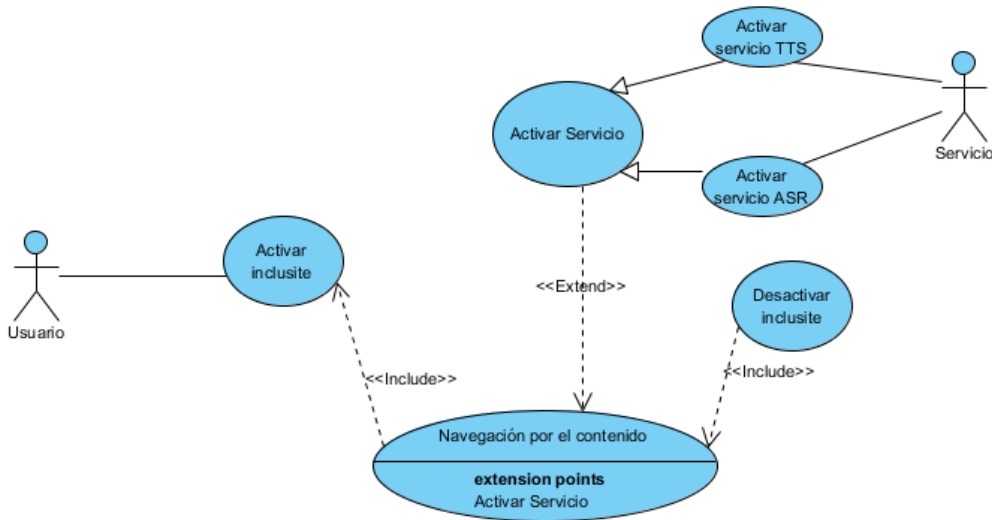 Activar
servicio TTS
Activar Servicio
Servicio
Activar
servicio ASR
Activar
inclusite
Usuario
<<Extend>>
Desactivar
inclusite
<<Include>>
<<Include>>
Navegación por el contenido
extension points
Activar Servicio